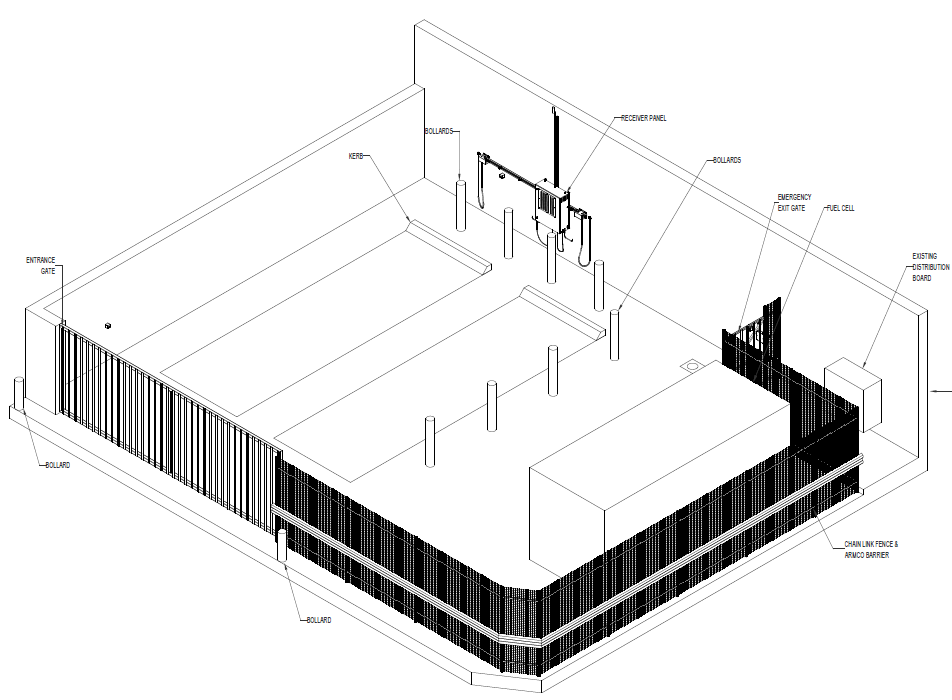 RECEIVER PANEL
BOLLARDS
KERB
BOLLARDS
EMERGENCY
EXIT GATE
FUEL CELL
ENTRANCE
GATE
EXISTING
DISTRIBUTION
BOARD
BOLLARD
CHAIN LINK FENCE &
ARMCO BARRIER
BOLLARD